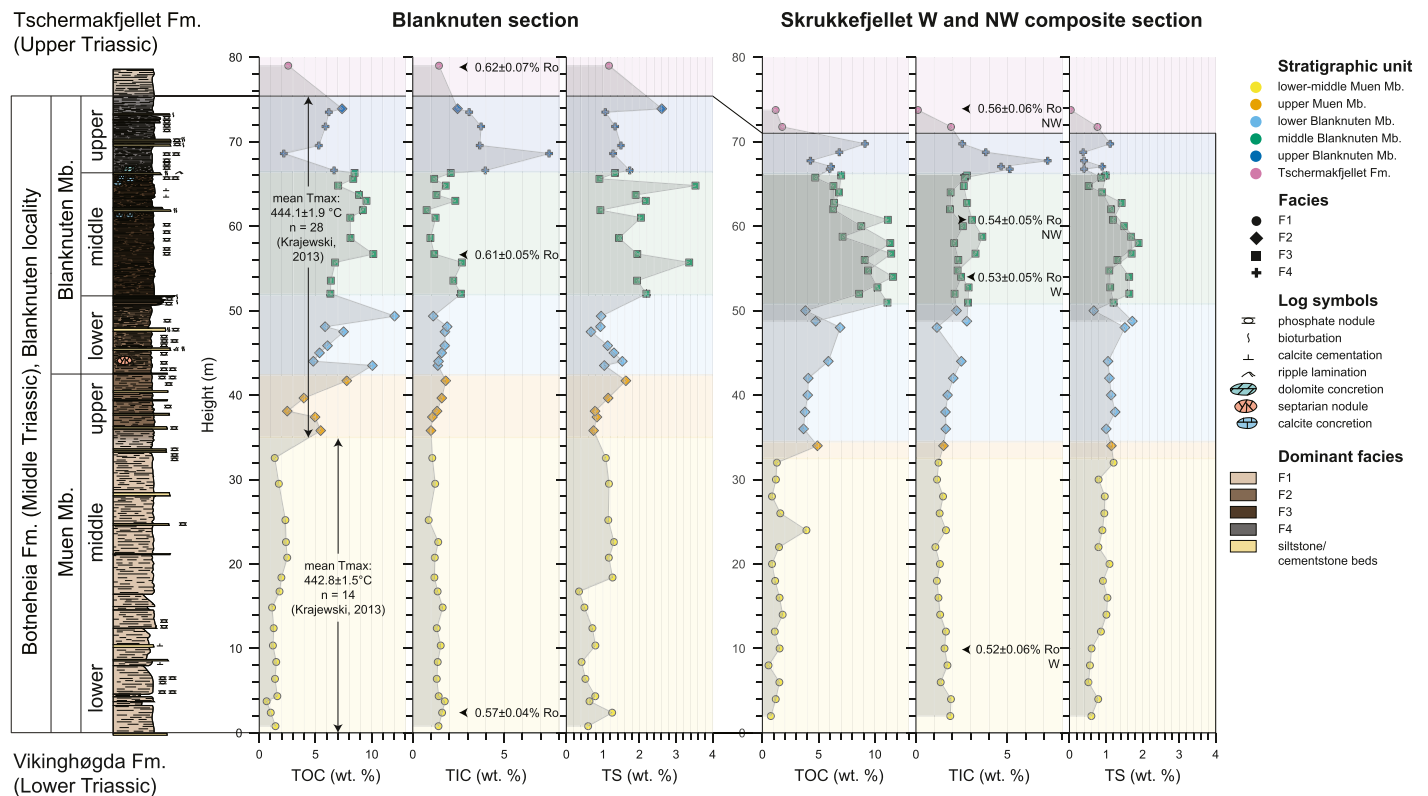 Tschermakfjellet Fm.
(Upper Triassic)
Blanknuten section
Skrukkefjellet W and NW composite section
Botneheia Fm. (Middle Triassic), Blanknuten locality
Blanknuten Mb.
Muen Mb.
upper
middle
lower
upper
middle
lower
Vikinghøgda Fm.
(Lower Triassic)
Height (m)
80
70
60
50
40
30
20
10
0
mean Tmax:
444.1±1.9 °C
n = 28
(Krajewski,
2013)
mean Tmax:
442.8±1.5°C
n = 14
(Krajewski, 2013)
0.62±0.07% Ro
0.61±0.05% Ro
0.57±0.04% Ro
0 5 10
TOC (wt. %)
0 5
TIC (wt. %)
0 1 2 3 4
TS (wt. %)
80
70
60
50
40
30
20
10
0
0.56±0.06% Ro
NW
0.54±0.05% Ro
NW
0.53±0.05% Ro
W
0.52±0.06% Ro
W
0 5 10
TOC (wt. %)
0 5
TIC (wt. %)
0 1 2 3 4
TS (wt. %)
Stratigraphic unit
lower-middle Muen Mb.
upper Muen Mb.
lower Blanknuten Mb.
middle Blanknuten Mb.
upper Blanknuten Mb.
Tschermakfjellet Fm.
Facies
F1
F2
F3
F4
Log symbols
phosphate nodule
bioturbation
calcite cementation
ripple lamination
dolomite concretion
septarian nodule
calcite concretion
Dominant facies
F1
F2
F3
F4
siltstone/
cementstone beds